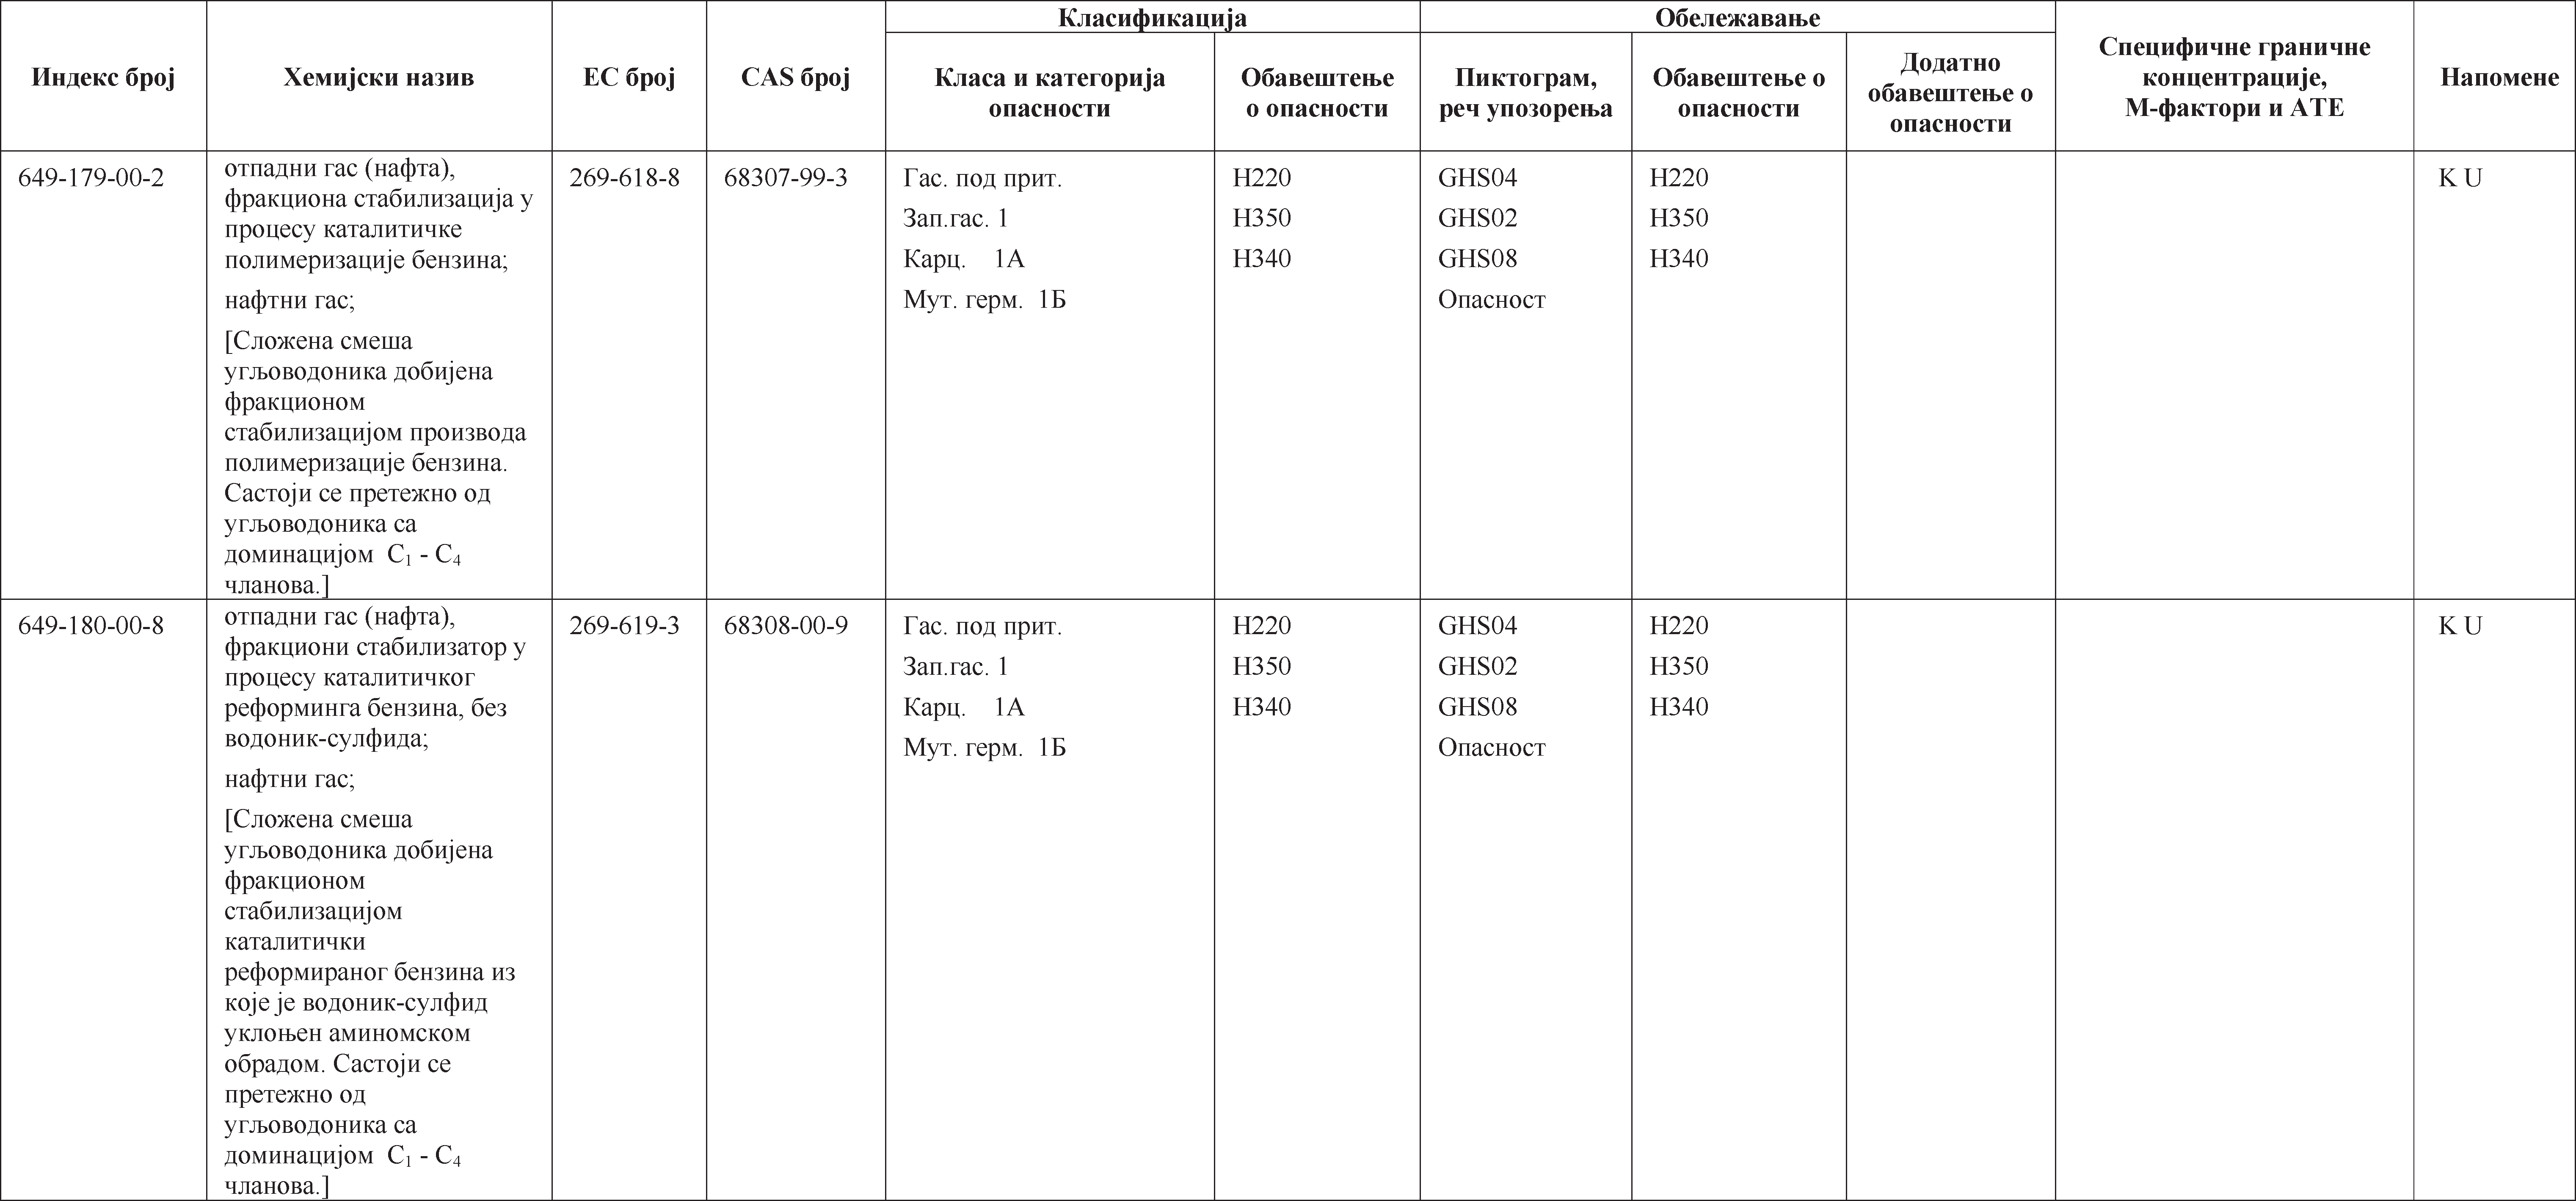 Индекс број
Хемијски назив
ЕС број
CAS број
Класификација
Обележавање
Специфичне граничне
концентрације,
М-фактори и АТЕ
Напомене
Класа и категорија
опасности
Обавештење
о опасности
Пиктограм,
реч упозорења
Обавештење о
опасности
Додатно
обавештење о
опасности
649-179-00-2
отпадни гас (нафта),
фракциона стабилизација у
процесу каталитичке
полимеризације бензина;
нафтни гас;
[Сложена смеша
угљоводоника добијена
фракционом
стабилизацијом производа
полимеризације бензина.
Састоји се претежно од
угљоводоника са
доминацијом C₁ - C₄
чланова.]
269-618-8
68307-99-3
Гас. под прит.
Зап.гас. 1
Карц. 1А
Мут. герм. 1Б
H220
H350
H340
GHS04
GHS02
GHS08
Опасност
H220
H350
H340
K U
649-180-00-8
отпадни гас (нафта),
фракциони стабилизатор у
процесу каталитичког
реформинга бензина, без
водоник-сулфида;
нафтни гас;
[Сложена смеша
угљоводоника добијена
фракционом
стабилизацијом
каталитички
реформираног бензина из
које је водоник-сулфид
уклоњен аминомском
обрадом. Састоји се
претежно од
угљоводоника са
доминацијом C₁ - C₄
чланова.]
269-619-3
68308-00-9
Гас. под прит.
Зап.гас. 1
Карц. 1А
Мут. герм. 1Б
H220
H350
H340
GHS04
GHS02
GHS08
Опасност
H220
H350
H340
K U